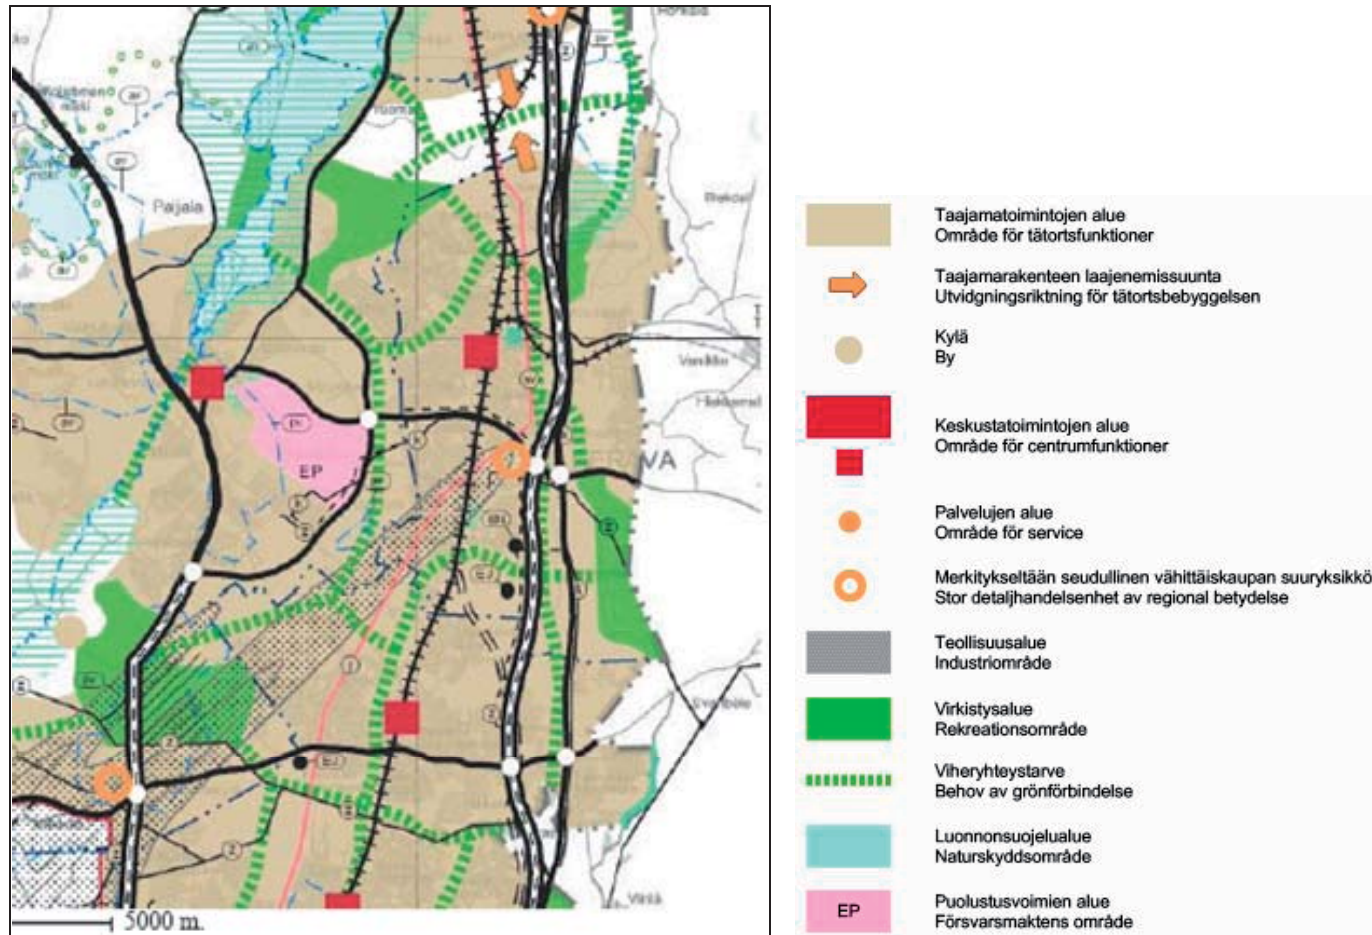 Paijala
EP
5000 m.
Taajamatoimintojen alue
Område för tätortsfunktioner
Taajamarakenteen laajenemissuunta
Utvidgningsriktning för tätortsbebyggelsen
Kylä
By
Keskustatoimintojen alue
Område för centrumfunktioner
Palvelujen alue
Område för service
Merkitykseltään seudullinen vähittäiskaupan suuryksikkö
Stor detaljhandelsenhet av regional betydelse
Teollisuusalue
Industriområde
Virkistysalue
Rekreationsområde
Viheryhteystarve
Behov av grönförbindelse
Luonnonsuojelualue
Naturskyddsområde
EP
Puolustusvoimien alue
Försvarsmaktens område